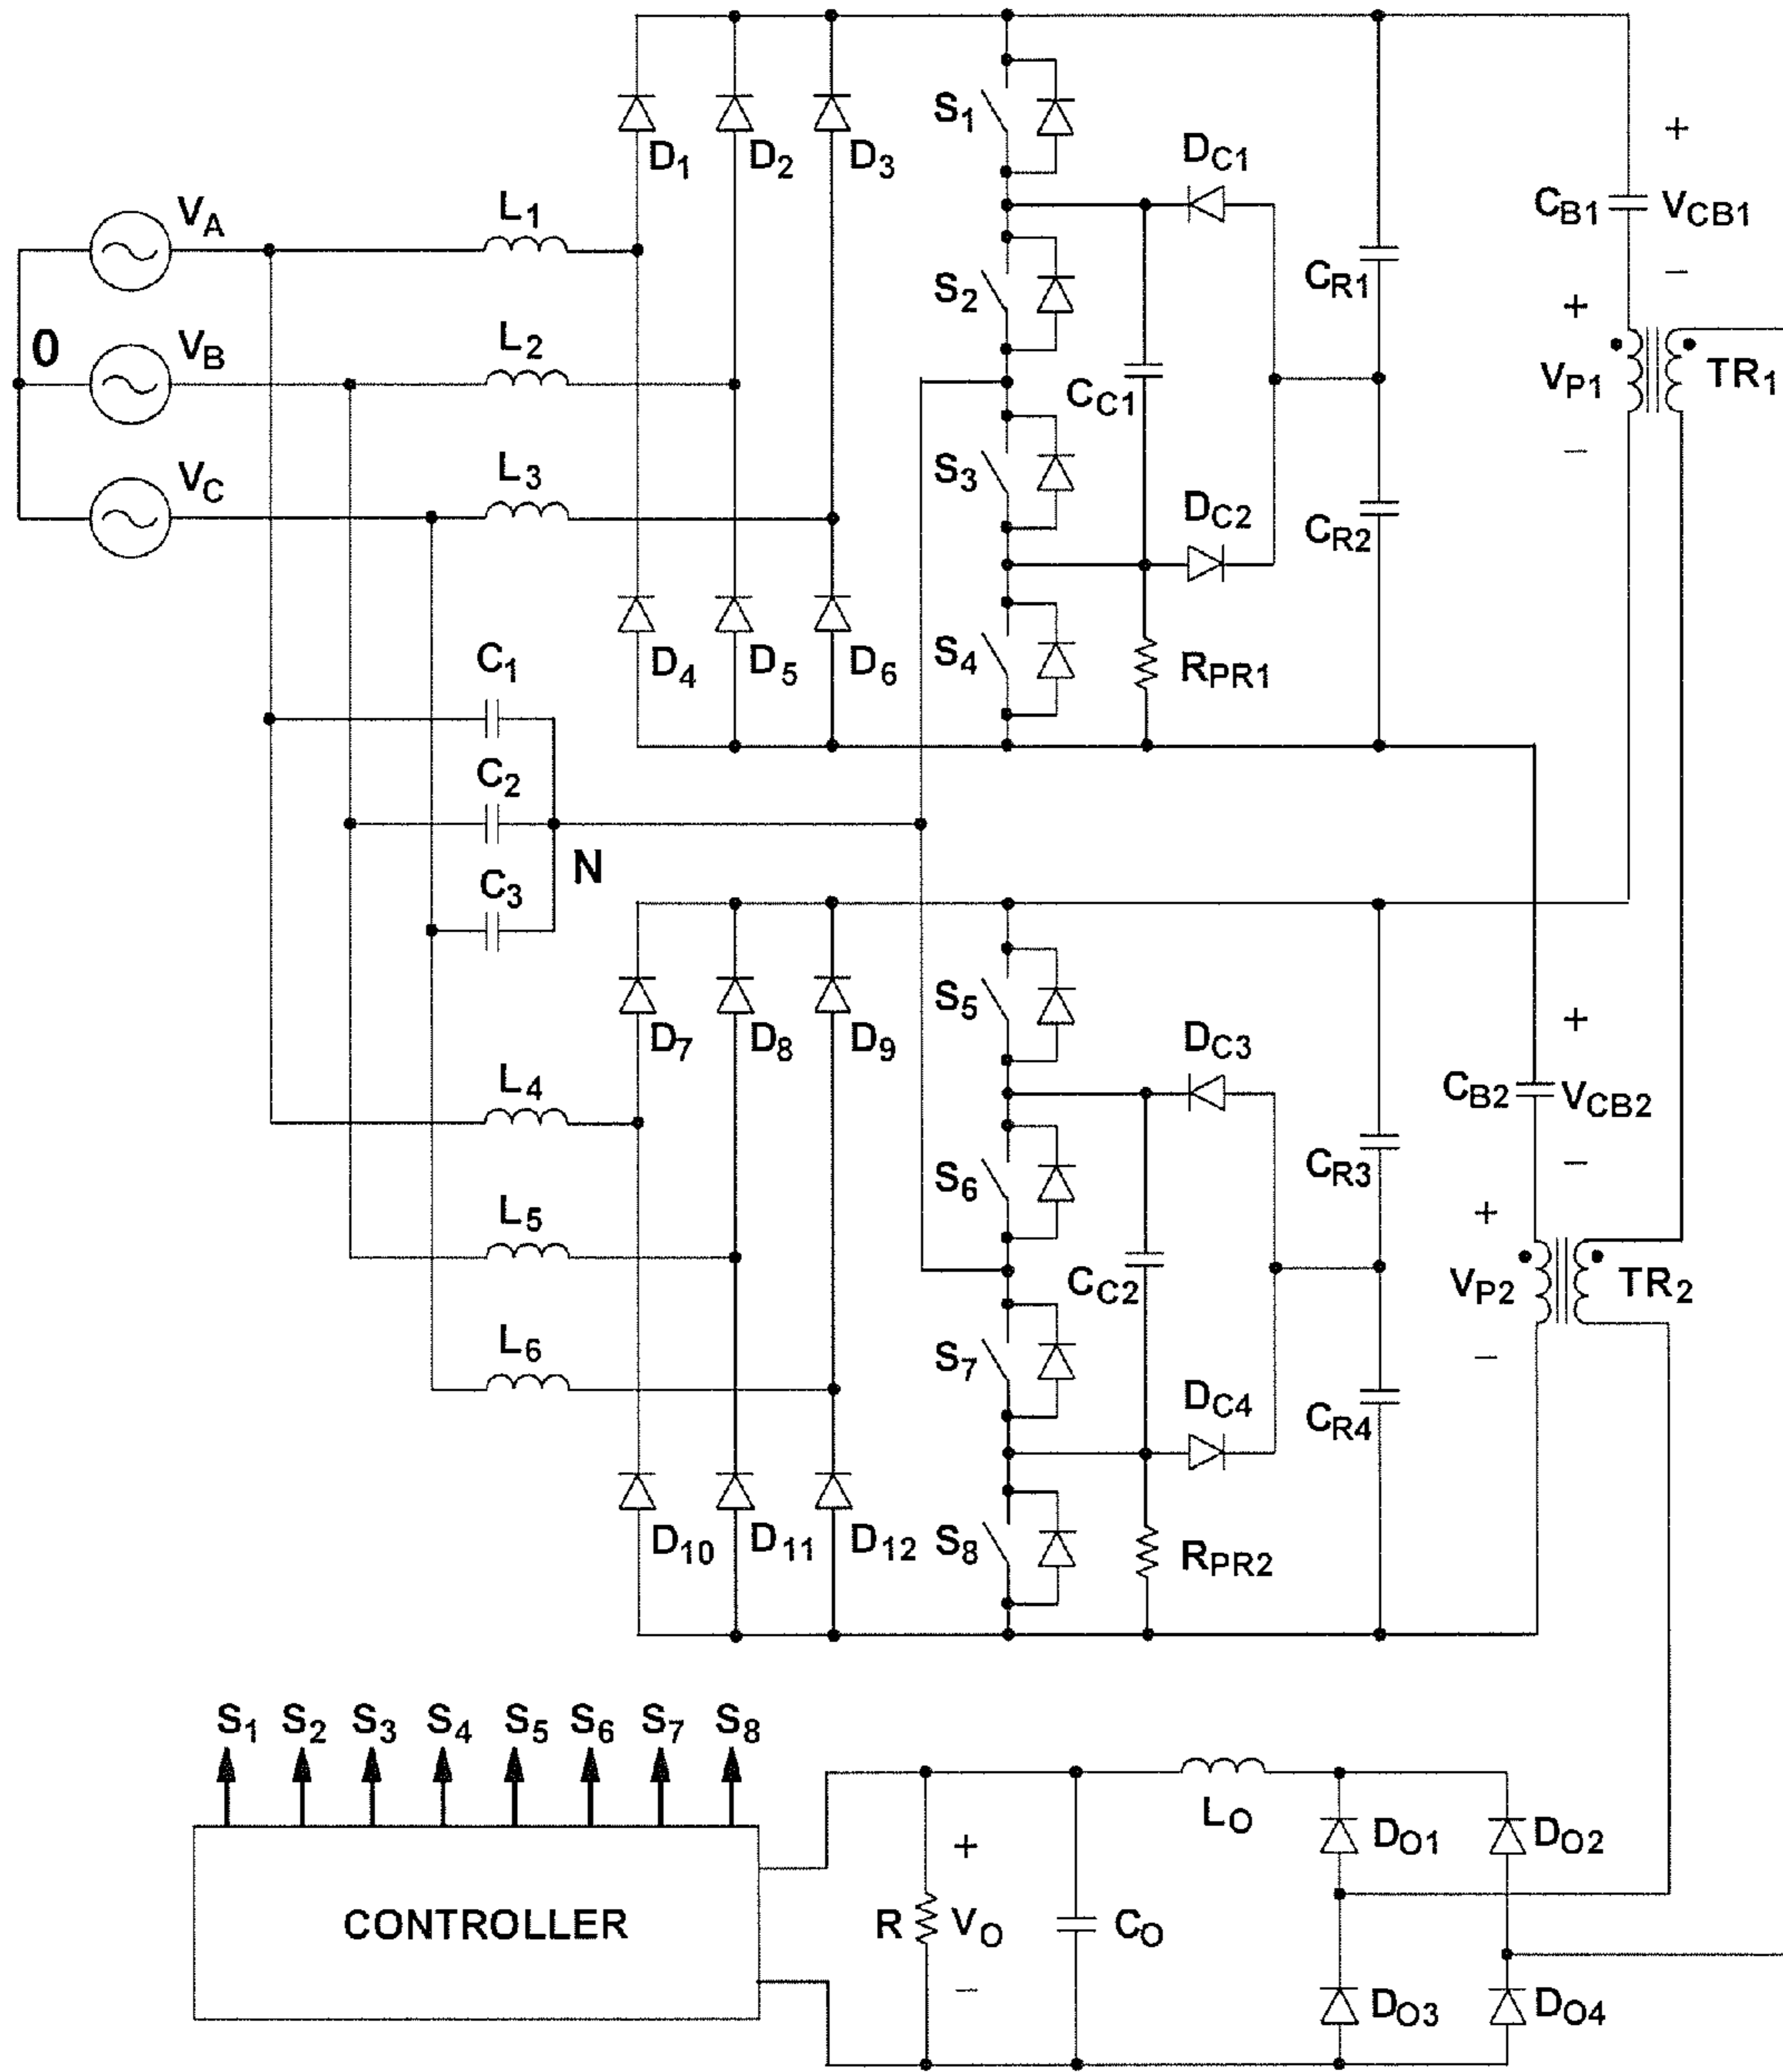 S1
D1 D2 D3
DC1
+
CB1 VCB1
VA L1
S2
CR1
−
+
0 VB L2
CC1
VP1 TR1
VC L3
S3
DC2
CR2
−
D4 D5 D6
S4
RPR1
C1
C2
N
C3
S5
D7 D8 D9
DC3
+
CB2 VCB2
L4
S6
CR3
−
L5
CC2
+
VP2 TR2
L6
S7
DC4
CR4
−
D10 D11 D12
S8
RPR2
S1 S2 S3 S4 S5 S6 S7 S8
LO
DO1 DO2
+
CONTROLLER
R VO CO
−
DO3 DO4